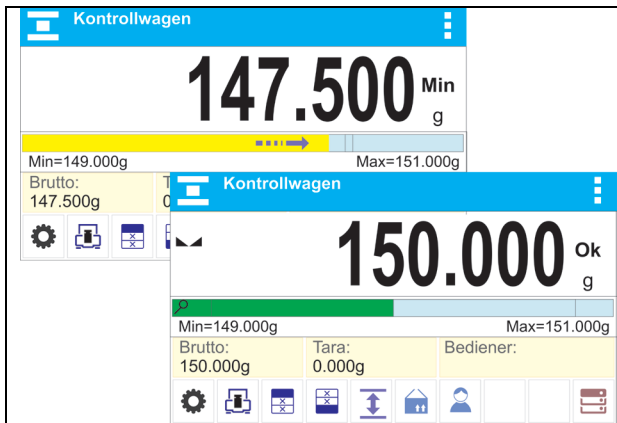 Kontrollwagen
147.500 Min
g
Min=149.000g Max=151.000g
Brutto:
147.500g
Kontrollwagen
150.000 Ok
g
Min=149.000g Max=151.000g
Brutto: Tara: Bediener:
150.000g 0.000g